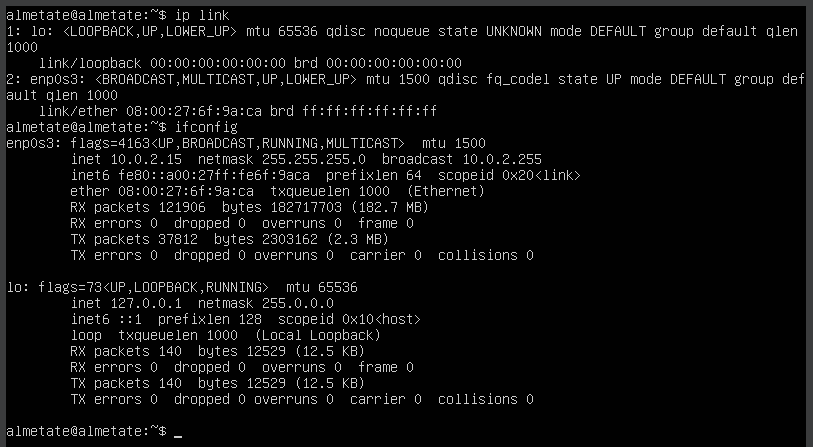 almetate@almetate:~$ ip link
1: lo: <LOOPBACK,UP,LOWER_UP> mtu 65536 qdisc noqueue state UNKNOWN mode DEFAULT group default qlen
1000
    link/loopback 00:00:00:00:00:00 brd 00:00:00:00:00:00
2: enp0s3: <BROADCAST,MULTICAST,UP,LOWER_UP> mtu 1500 qdisc fq_codel state UP mode DEFAULT group def
ault qlen 1000
    link/ether 08:00:27:6f:9a:ca brd ff:ff:ff:ff:ff:ff
almetate@almetate:~$ ifconfig
enp0s3: flags=4163<UP,BROADCAST,RUNNING,MULTICAST>  mtu 1500
        inet 10.0.2.15  netmask 255.255.255.0  broadcast 10.0.2.255
        inet6 fe80::a00:27ff:fe6f:9aca  prefixlen 64  scopeid 0x20<link>
        ether 08:00:27:6f:9a:ca  txqueuelen 1000  (Ethernet)
        RX packets 121906  bytes 182717703 (182.7 MB)
        RX errors 0  dropped 0  overruns 0  frame 0
        TX packets 37812  bytes 2303162 (2.3 MB)
        TX errors 0  dropped 0 overruns 0  carrier 0  collisions 0

lo: flags=73<UP,LOOPBACK,RUNNING>  mtu 65536
        inet 127.0.0.1  netmask 255.0.0.0
        inet6 ::1  prefixlen 128  scopeid 0x10<host>
        loop  txqueuelen 1000  (Local Loopback)
        RX packets 140  bytes 12529 (12.5 KB)
        RX errors 0  dropped 0  overruns 0  frame 0
        TX packets 140  bytes 12529 (12.5 KB)
        TX errors 0  dropped 0 overruns 0  carrier 0  collisions 0

almetate@almetate:~$ _